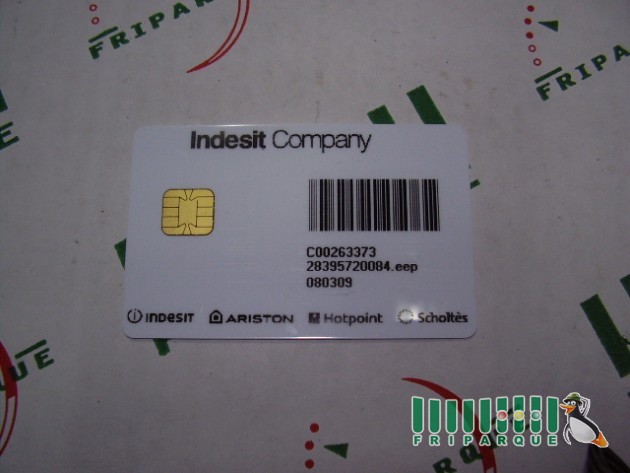 FRIPARQUE
FRIPARQUE
Indesit Company
C00263373
28395720084.eep
080309
indesit ARISTON Hotpoint Scholtès
FRIPARQUE